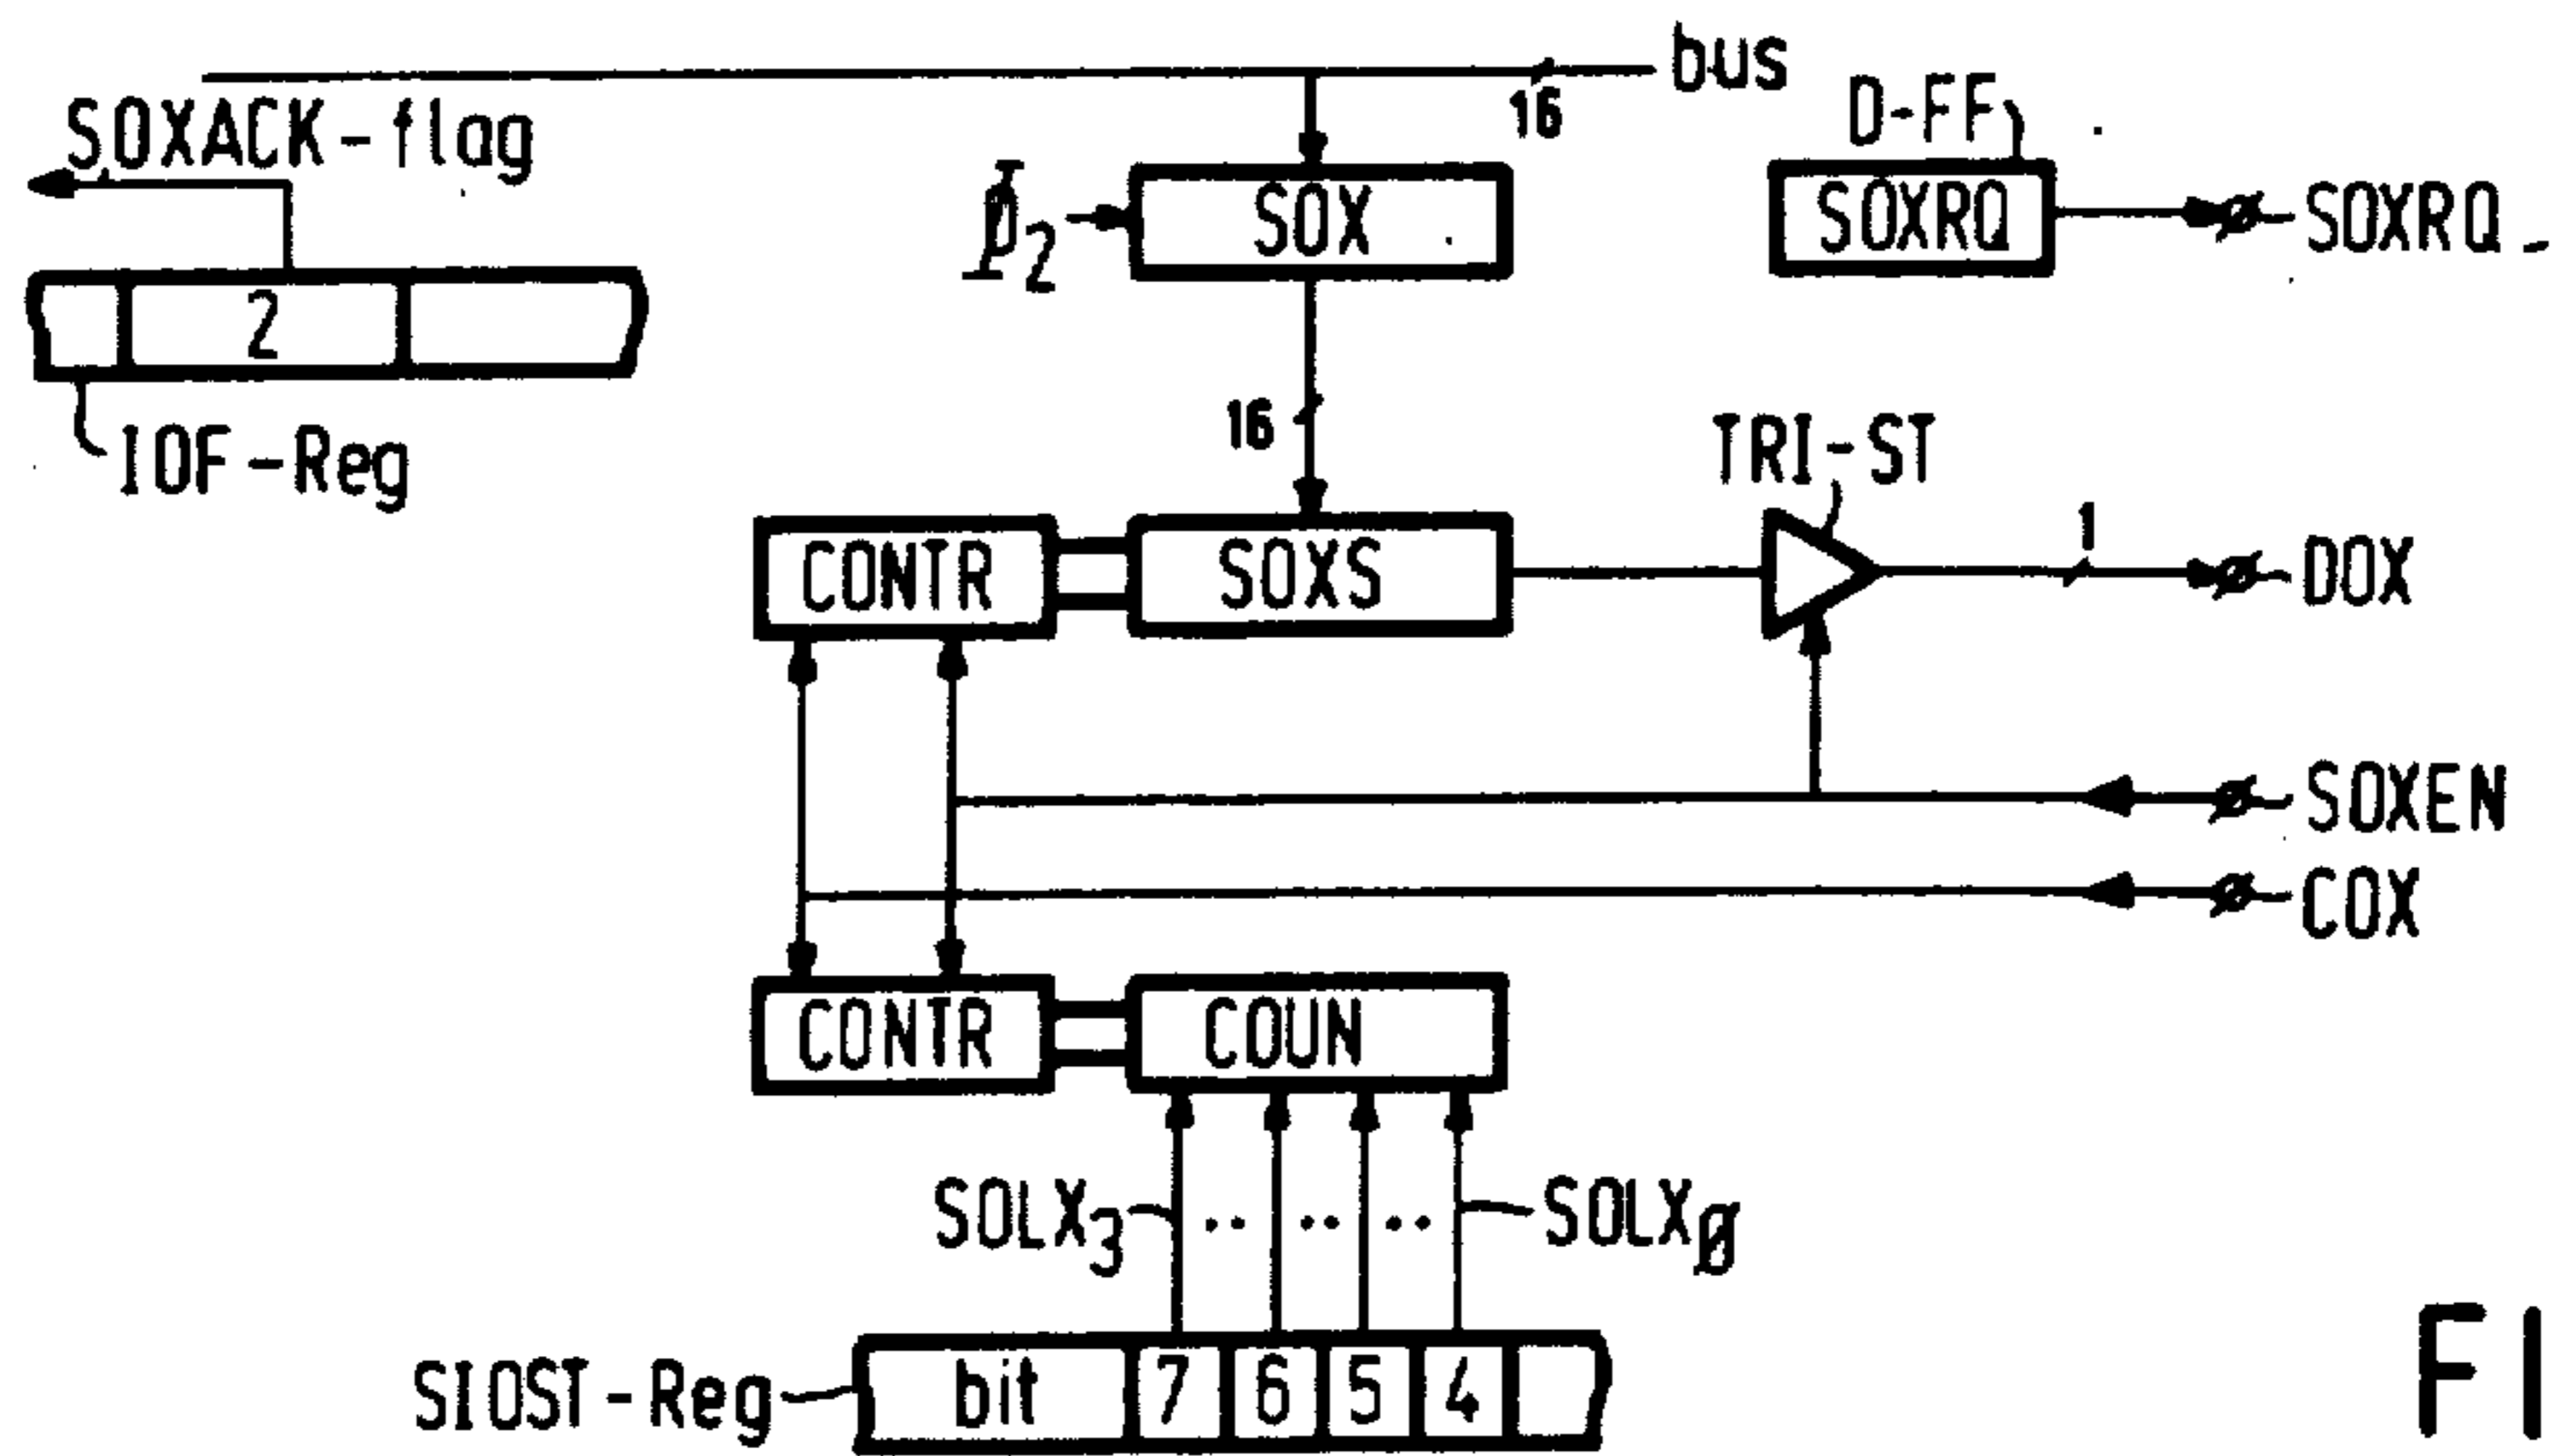 bus
16
D-FF
SOXACK-flag
SOX
SOXRQ
SOXRQ
Φ2
2
16
IOF-Reg
TRI-ST
1
CONTR
SOXS
DOX
SOXEN
COX
CONTR
COUN
SOLX3
.. .. ..
SOLXØ
SIOST-Reg
bit
7
6
5
4
FI